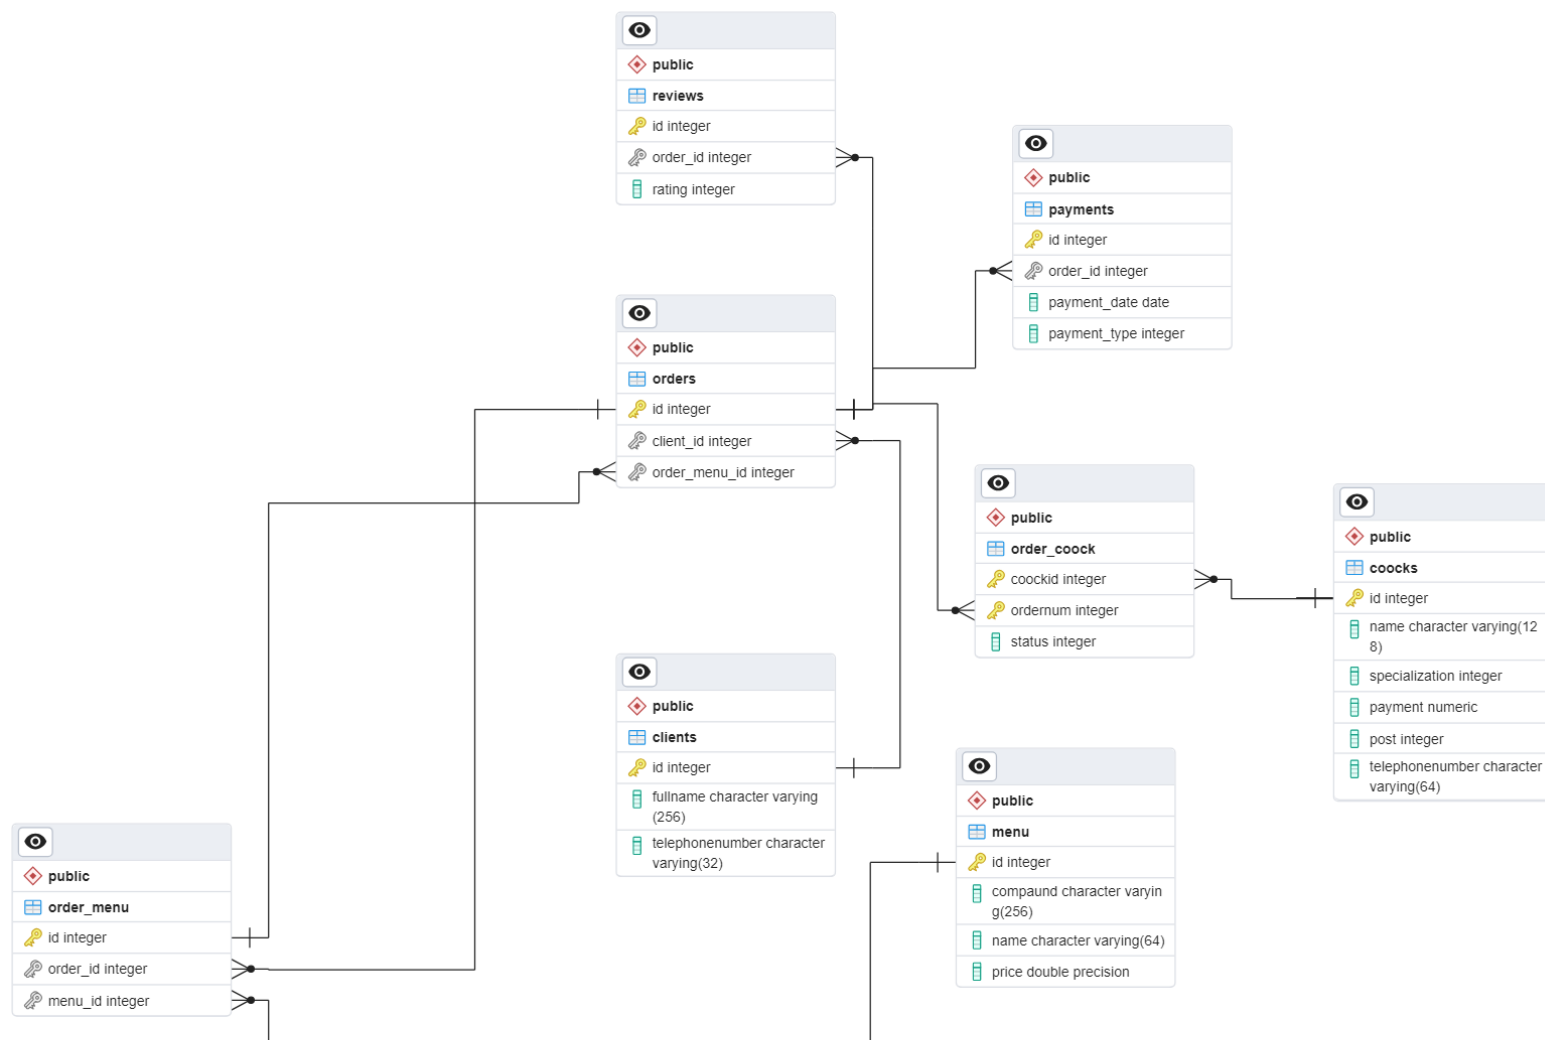 public
reviews
id integer
order_id integer
rating integer
public
payments
id integer
order_id integer
payment_date date
payment_type integer
public
orders
id integer
client_id integer
order_menu_id integer
public
order_coock
coockid integer
ordernum integer
status integer
public
coocks
id integer
name character varying(12
8)
specialization integer
payment numeric
post integer
telephonenumber character
varying(64)
public
clients
id integer
fullname character varying
(256)
telephonenumber character
varying(32)
public
menu
id integer
compaund character varyin
g(256)
name character varying(64)
price double precision
public
order_menu
id integer
order_id integer
menu_id integer